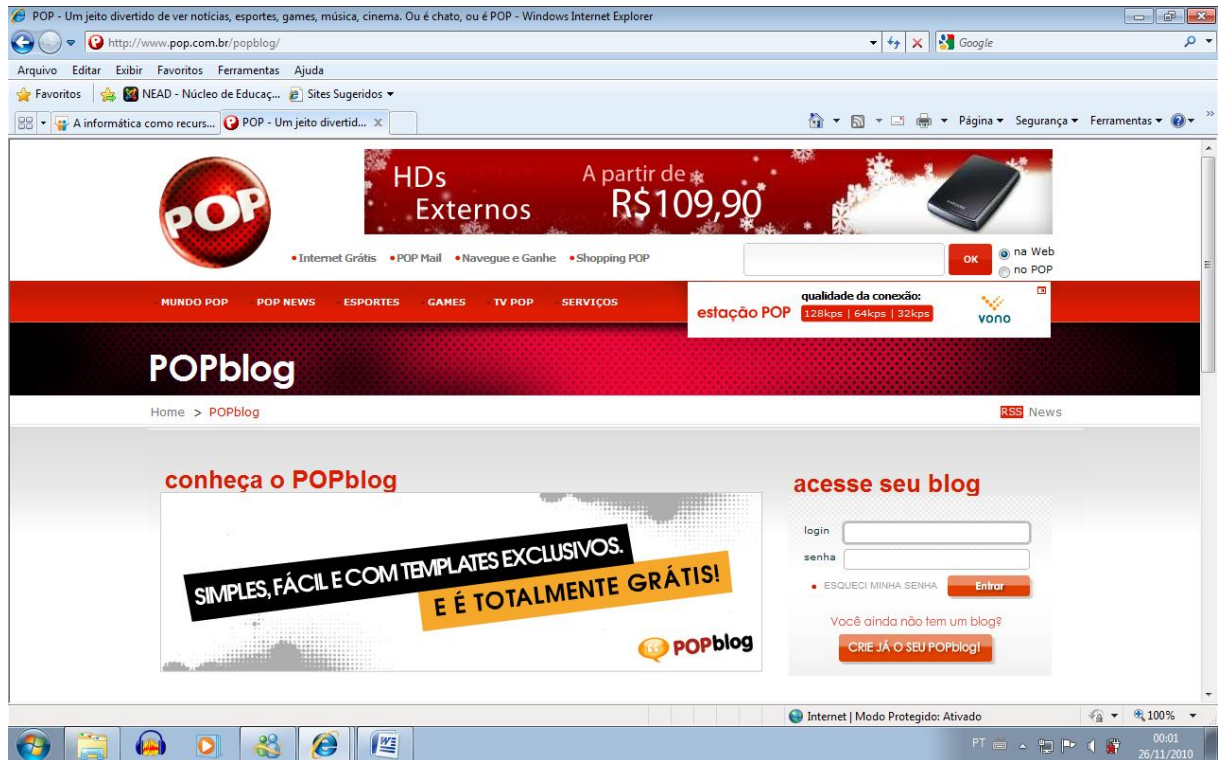 POP - Um jeito divertido de ver notícias, esportes, games, música, cinema. Ou é chato, ou é POP - Windows Internet Explorer
http://www.pop.com.br/popblog/
Google
Arquivo Editar Exibir Favoritos Ferramentas Ajuda
Favoritos NEAD - Núcleo de Educaç... Sites Sugeridos
A informática como recurs... POP - Um jeito divertid... Página Segurança Ferramentas
POP
HDs Externos
A partir de
R$109,90
SAMSUNG
•Internet Grátis •POP Mail •Navegue e Ganhe •Shopping POP
OK
na Web
no POP
MUNDO POP POP NEWS ESPORTES GAMES TV POP SERVIÇOS
estação POP
qualidade da conexão:
128kps | 64kps | 32kps
vono
POPblog
Home > POPblog
RSS News
conheça o POPblog
SIMPLES, FÁCIL E COM TEMPLATES EXCLUSIVOS.
E É TOTALMENTE GRÁTIS!
POPblog
acesse seu blog
login
senha
• ESQUECI MINHA SENHA Entrar
Você ainda não tem um blog?
CRIE JÁ O SEU POPblog!
Internet | Modo Protegido: Ativado
100%
PT
00:01
26/11/2010